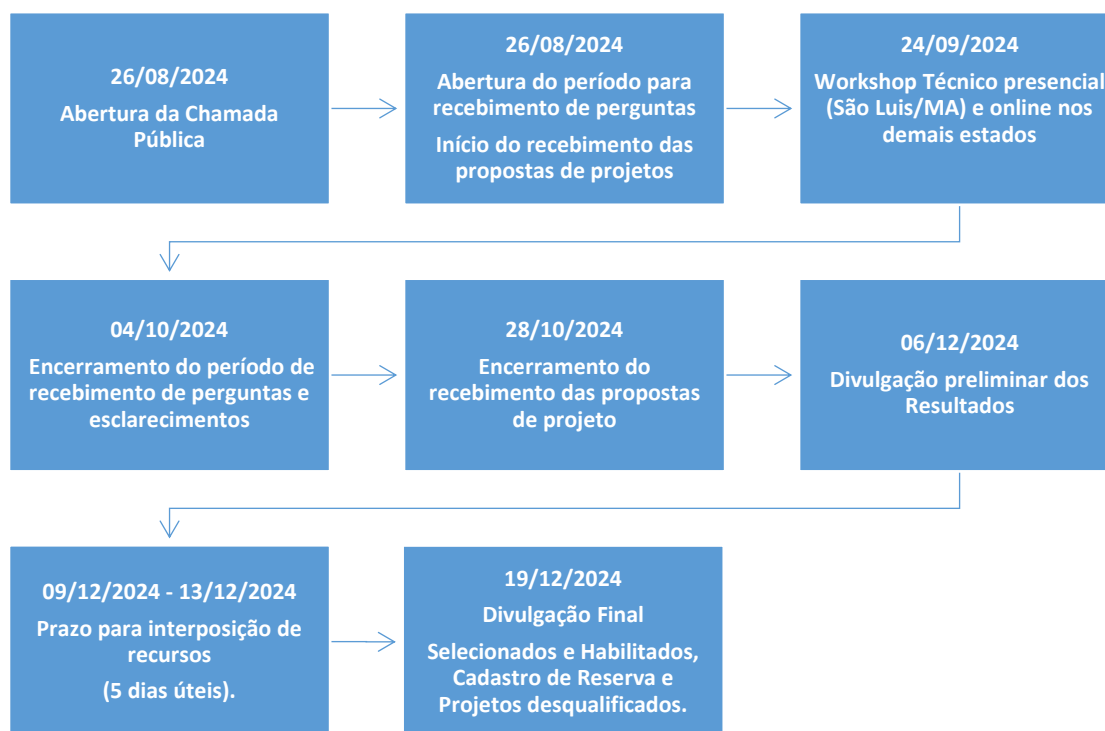 26/08/2024
Abertura da Chamada
Pública
26/08/2024
Abertura do período para
recebimento de perguntas
Início do recebimento das
propostas de projetos
24/09/2024
Workshop Técnico presencial
(São Luis/MA) e online nos
demais estados
04/10/2024
Encerramento do período de
recebimento de perguntas e
esclarecimentos
28/10/2024
Encerramento do
recebimento das propostas
de projeto
06/12/2024
Divulgação preliminar dos
Resultados
09/12/2024 - 13/12/2024
Prazo para interposição de
recursos
(5 dias úteis).
19/12/2024
Divulgação Final
Selecionados e Habilitados,
Cadastro de Reserva e
Projetos desqualificados.